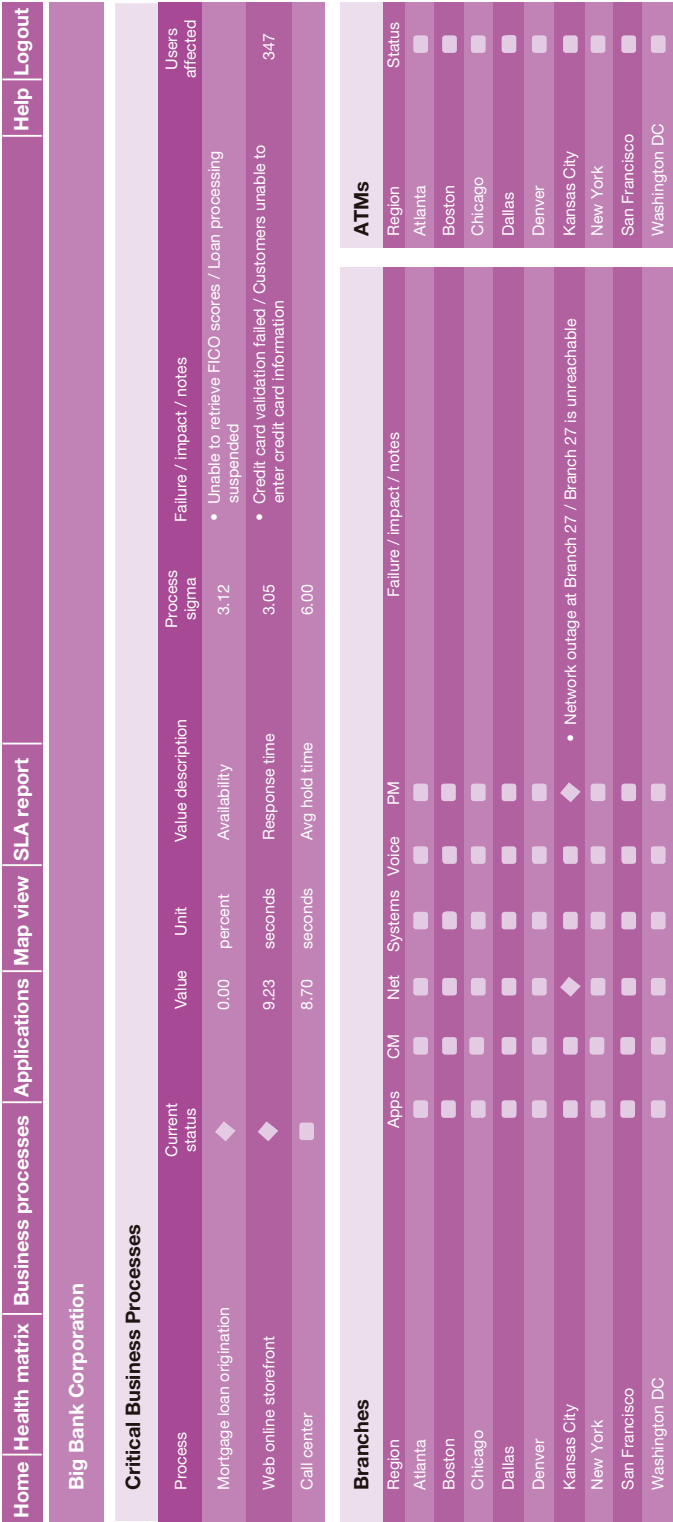 Home Health matrix Business processes Applications Map view SLA report Help Logout
Big Bank Corporation
Critical Business Processes
Process Current status Value Unit Value description Process sigma Failure / impact / notes Users affected
Mortgage loan origination 0.00 percent Availability 3.12 • Unable to retrieve FICO scores / Loan processing
suspended
Web online storefront 9.23 seconds Response time 3.05 • Credit card validation failed / Customers unable to 347
enter credit card information
Call center 8.70 seconds Avg hold time 6.00
Branches
Region Apps CM Net Systems Voice PM Failure / impact / notes
Atlanta
Boston
Chicago
Dallas
Denver
Kansas City • Network outage at Branch 27 / Branch 27 is unreachable
New York
San Francisco
Washington DC
ATMs
Region Status
Atlanta
Boston
Chicago
Dallas
Denver
Kansas City
New York
San Francisco
Washington DC